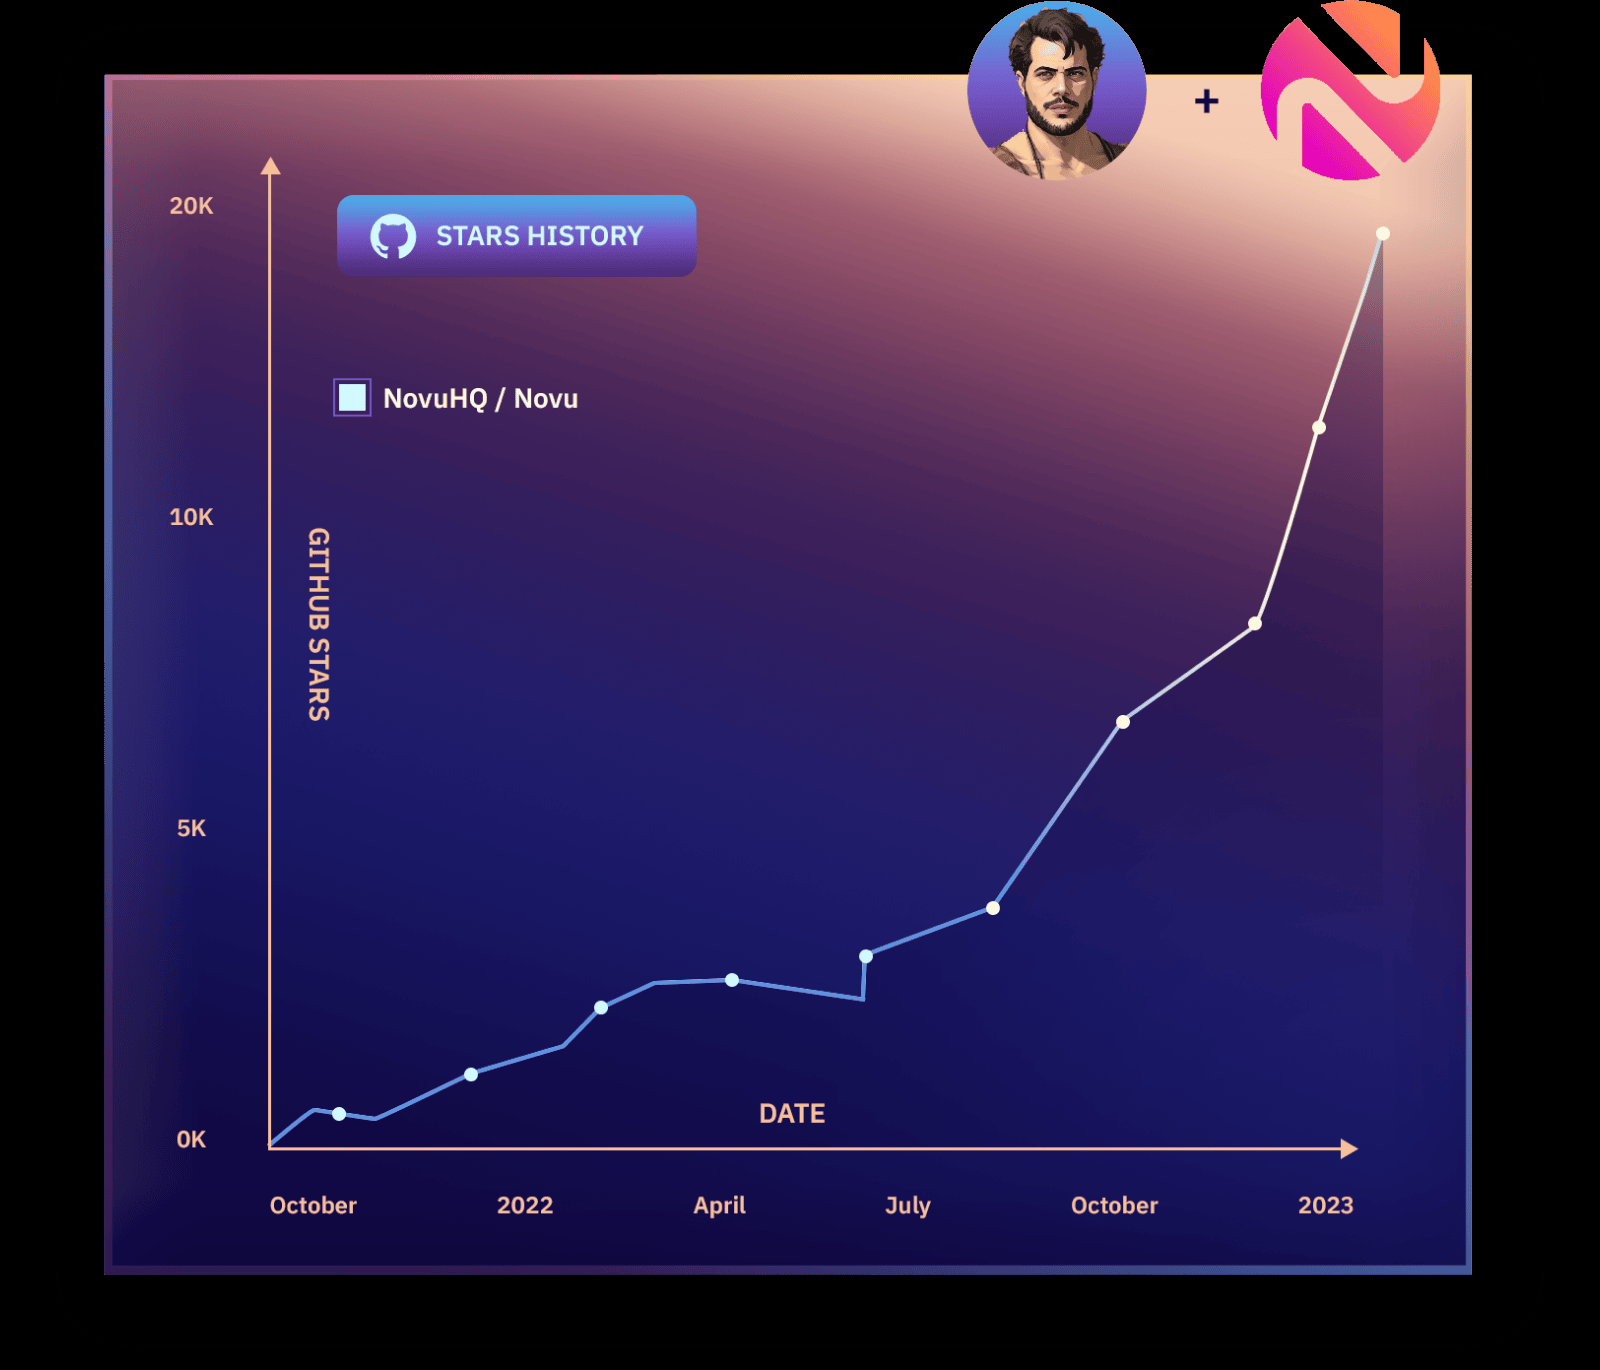 +
20K
STARS HISTORY
NovuHQ / Novu
10K
GITHUB STARS
5K
DATE
0K
October 2022 April July October 2023